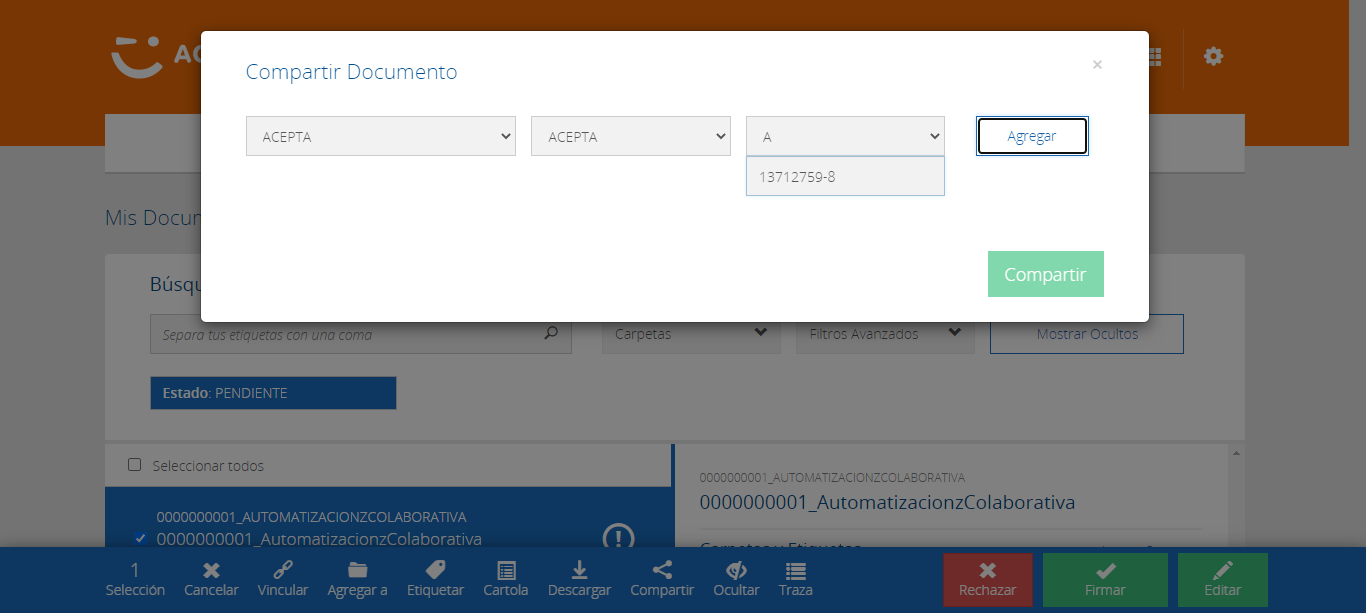 Compartir Documento
×
ACEPTA
ACEPTA
A
Agregar
13712759-8
Compartir
Mis
Separa tus etiquetas con una coma
Carpetas
Filtros Avanzados
Mostrar Ocultos
Estado: PENDIENTE
Seleccionar todos
0000000001_AUTOMATIZACIONZCOLABORATIVA
0000000001_AutomatizacionzColaborativa
0000000001_AUTOMATIZACIONZCOLABORATIVA
0000000001_AutomatizacionzColaborativa
Carpetas y Etiquetas
1
Selección
Cancelar
Vincular
Agregar a
Etiquetar
Cartola
Descargar
Compartir
Ocultar
Traza
Rechazar
Firmar
Editar